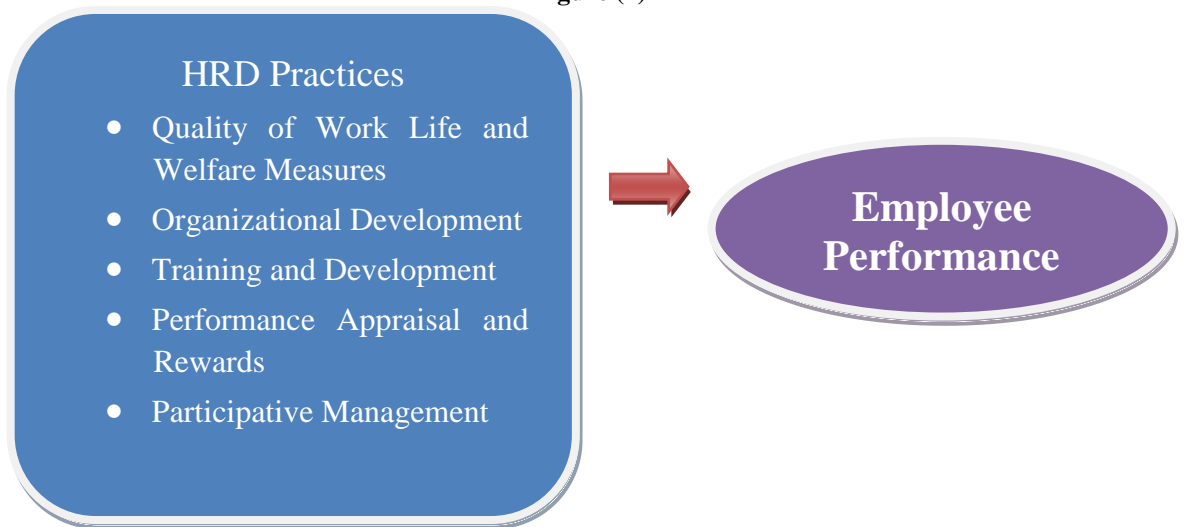 HRD Practices
• Quality of Work Life and
Welfare Measures
• Organizational Development
• Training and Development
• Performance Appraisal and
Rewards
• Participative Management
Employee
Performance